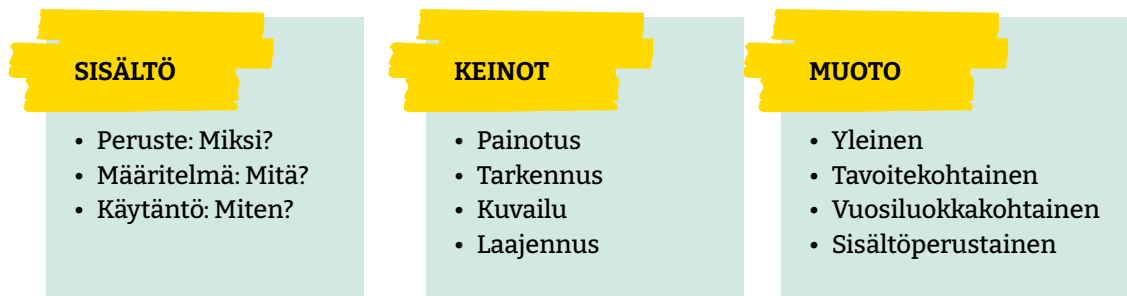 SISÄLTÖ
• Peruste: Miksi?
• Määritelmä: Mitä?
• Käytäntö: Miten?
KEINOT
• Painotus
• Tarkennus
• Kuvailu
• Laajennus
MUOTO
• Yleinen
• Tavoitekohtainen
• Vuosiluokkakohtainen
• Sisältöperustainen